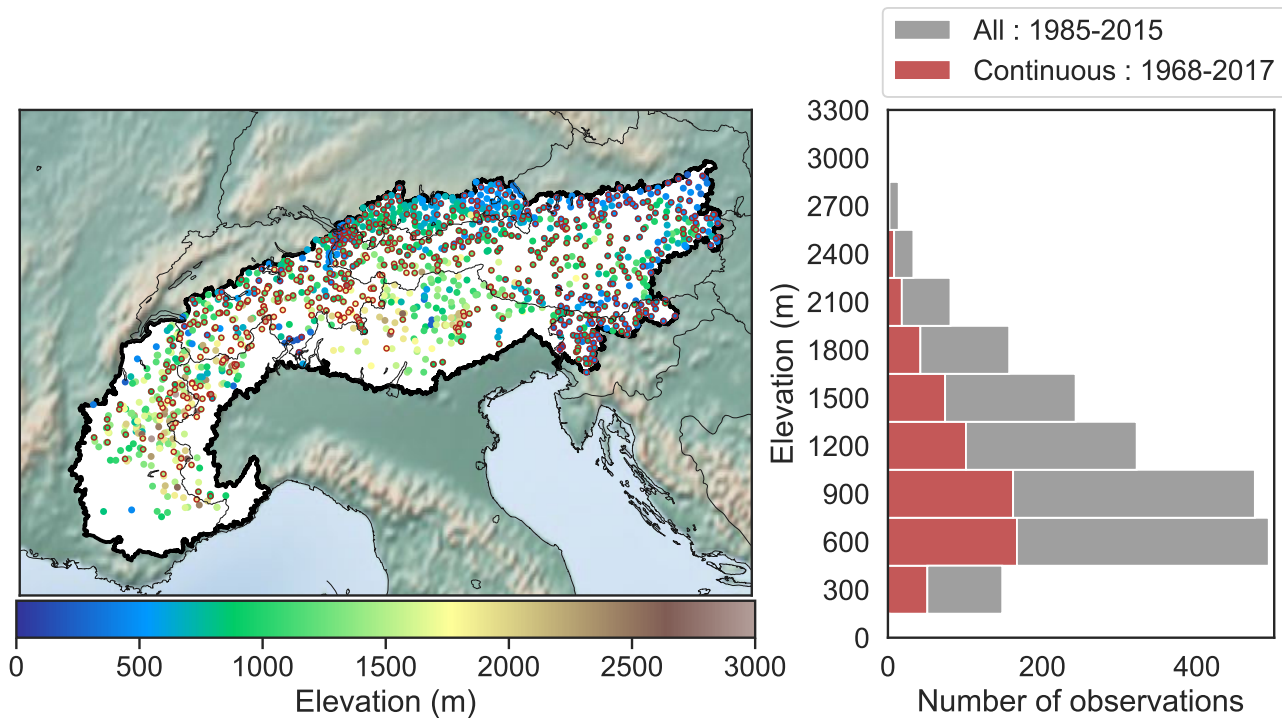 All : 1985-2015
Continuous : 1968-2017
3300
3000
2700
2400
2100
1800
1500
1200
900
600
300
0
Elevation (m)
0 200 400
Number of observations
0 500 1000 1500 2000 2500 3000
Elevation (m)